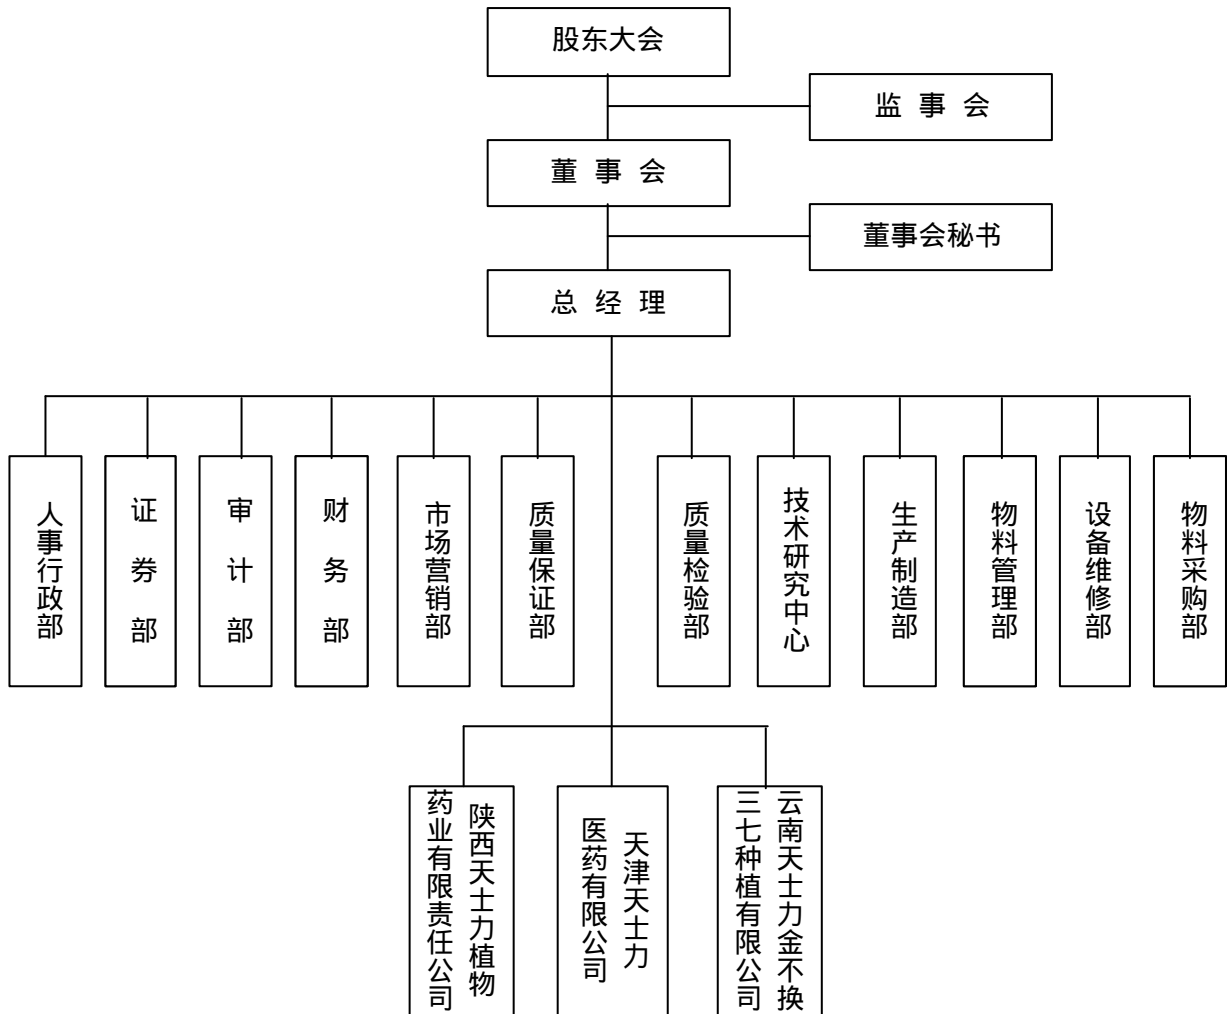 股东大会
监 事 会
董 事 会
董事会秘书
总 经 理
人事行政部
证 券 部
审 计 部
财 务 部
市场营销部
质量保证部
质量检验部
技术研究中心
生产制造部
物料管理部
设备维修部
物料采购部
陕西天士力植物
药业有限责任公司
天津天士力
医药有限公司
云南天士力金不换
三七种植有限公司